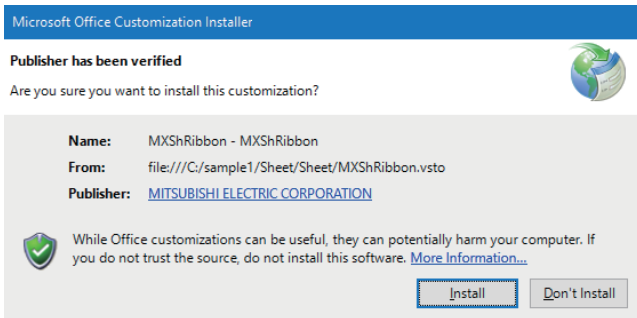 Microsoft Office Customization Installer
Publisher has been verified
Are you sure you want to install this customization?
Name: MXShRibbon - MXShRibbon
From: file:///C:/sample1/Sheet/Sheet/MXShRibbon.vsto
Publisher: MITSUBISHI ELECTRIC CORPORATION
While Office customizations can be useful, they can potentially harm your computer. If
you do not trust the source, do not install this software. More Information...
Install Don't Install